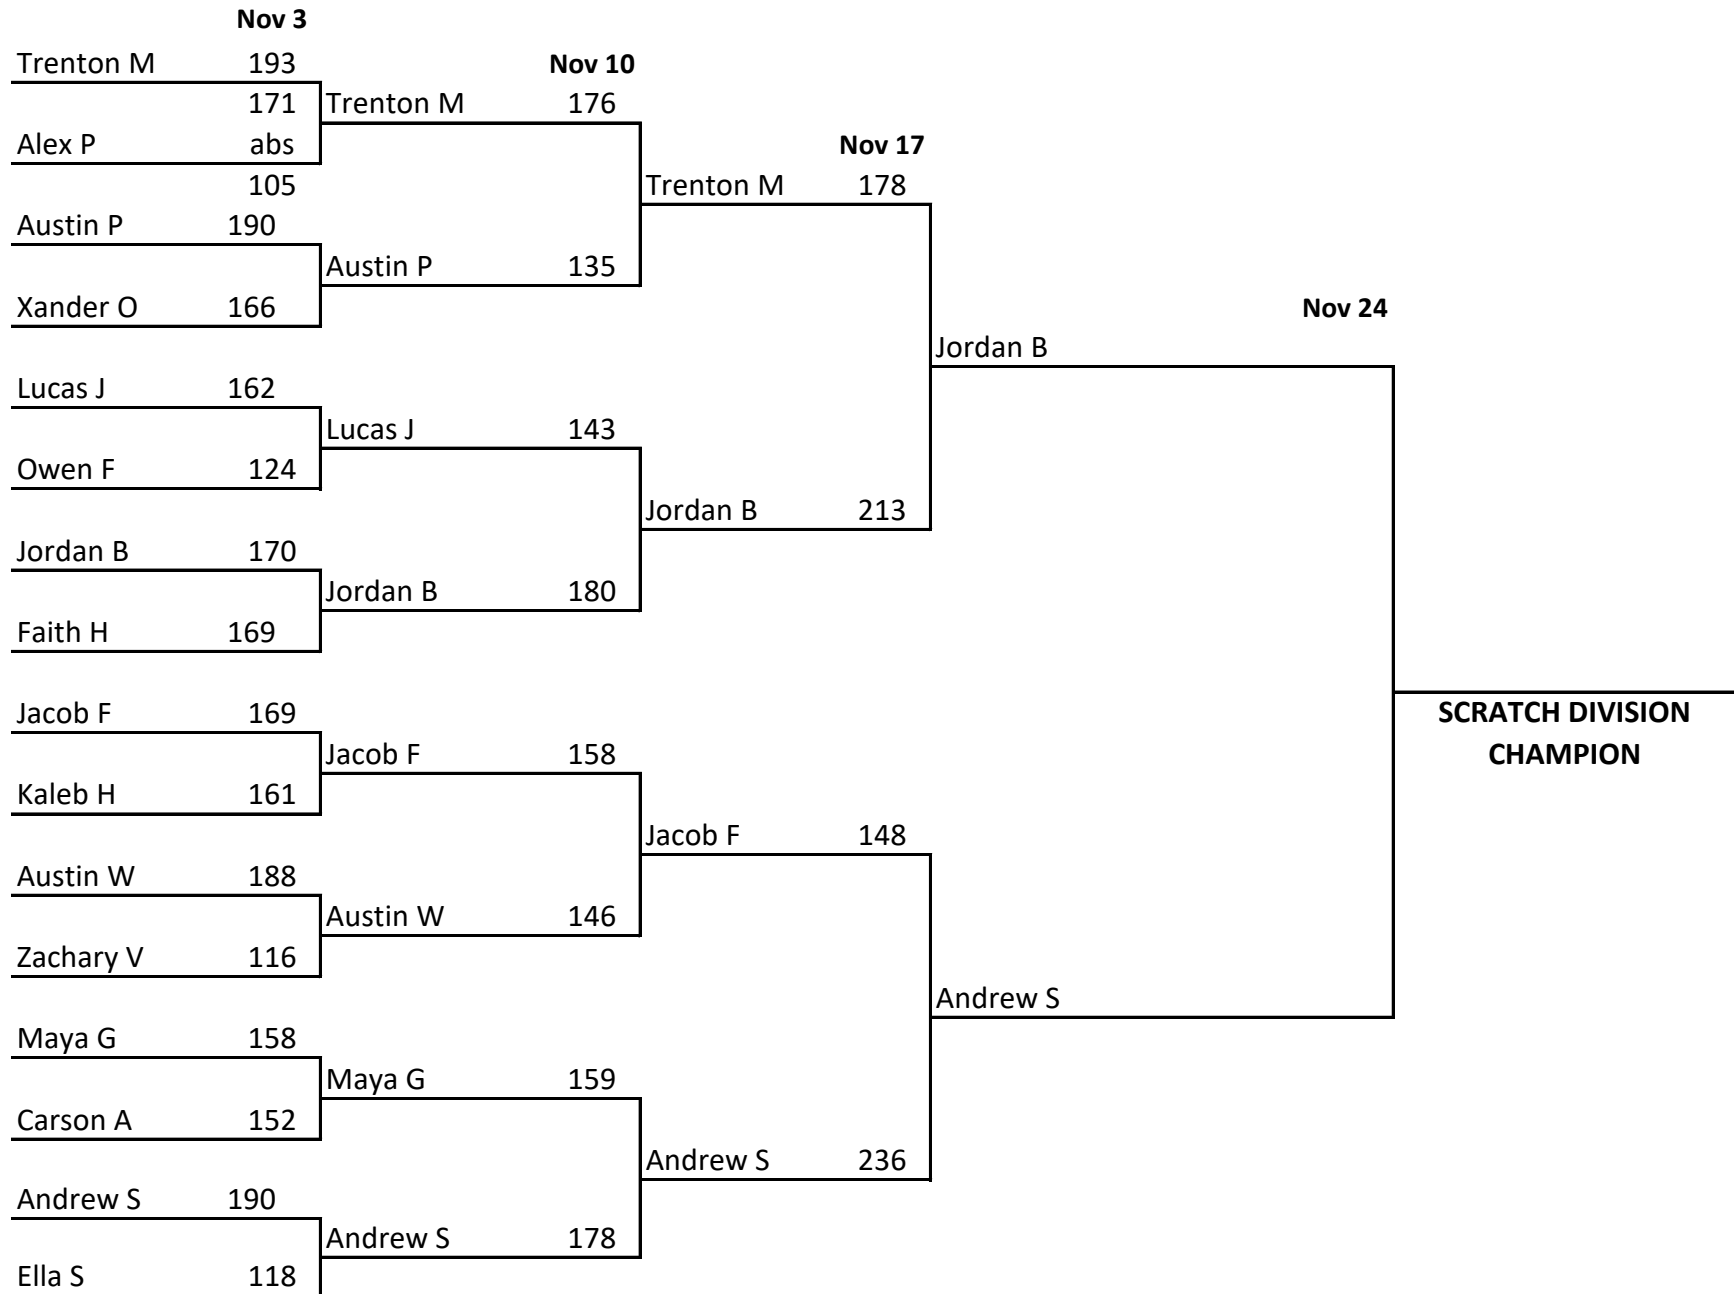 Nov 3
Trenton M 193 Nov 10
171 Trenton M 176
Alex P abs Nov 17
105 Trenton M 178
Austin P 190
Austin P 135
Xander O 166 Nov 24
Jordan B
Lucas J 162
Lucas J 143
Owen F 124
Jordan B 213
Jordan B 170
Jordan B 180
Faith H 169
Jacob F 169 SCRATCH DIVISION
Jacob F 158 CHAMPION
Kaleb H 161
Jacob F 148
Austin W 188
Austin W 146
Zachary V 116
Andrew S
Maya G 158
Maya G 159
Carson A 152
Andrew S 236
Andrew S 190
Andrew S 178
Ella S 118